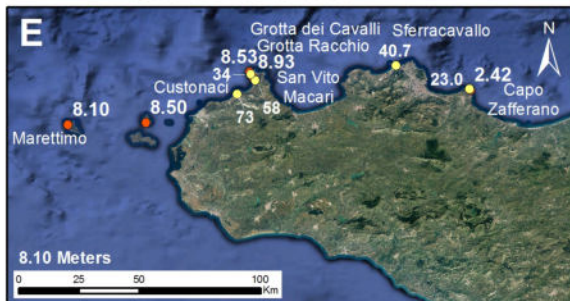 E
Grotta dei Cavalli
Sferracavallo
N
8.53
Grotta Racchio
40.7
34
8.93
Custonaci
San Vito
23.0
2.42
8.10
8.50
Macari
Capo
Marettimo
73
58
Zafferano
8.10 Meters
0 25 50 100
Km